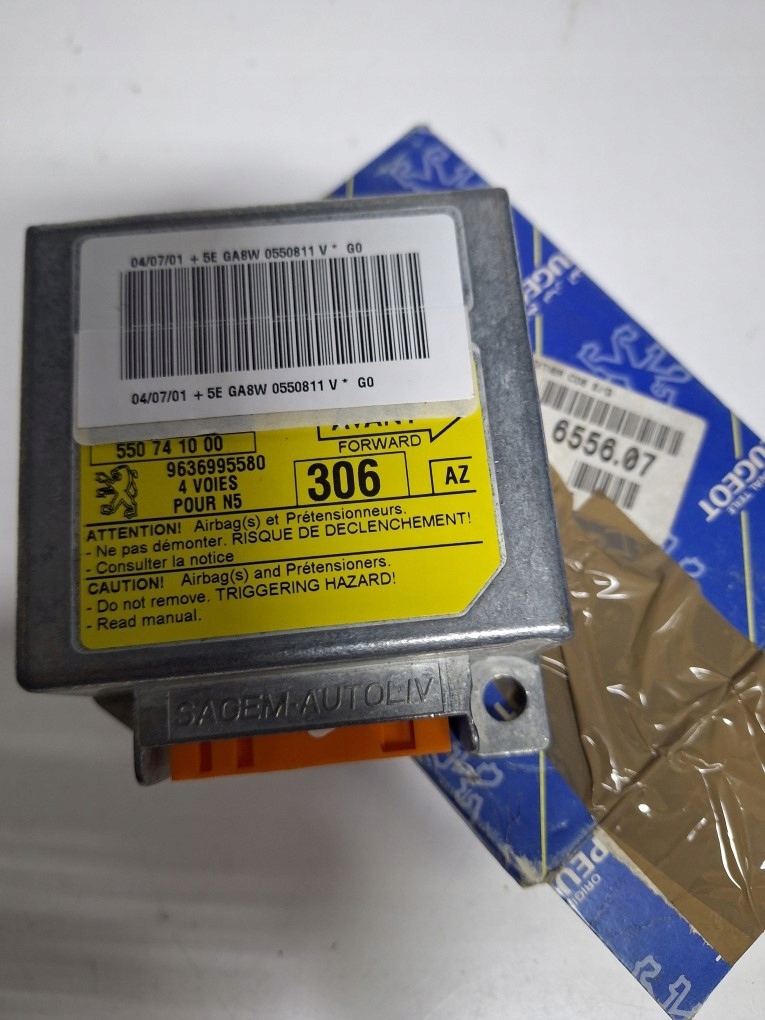 04/07/01 + 5E GA8W 0550811 V * G0
04/07/01 + 5E GA8W 0550811 V * G0
AVANT
FORWARD
550 74 10 00
9636995580
4 VOIES
POUR N5
306
AZ
ATTENTION! Airbag(s) et Prétensionneurs.
- Ne pas démonter. RISQUE DE DECLENCHEMENT!
- Consulter la notice
CAUTION! Airbag(s) and Prétensioners.
- Do not remove. TRIGGERING HAZARD!
- Read manual.
SAGEM-AUTOLIV
6556.07
PEUGEOT